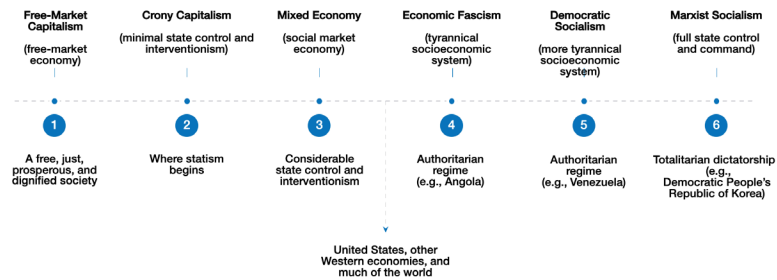 Free-Market
Capitalism
(free-market
economy)
Crony Capitalism
(minimal state control and
interventionism)
Mixed Economy
(social market
economy)
Economic Fascism
(tyrannical
socioeconomic
system)
Democratic
Socialism
(more tyrannical
socioeconomic
system)
Marxist Socialism
(full state control
and command)
1
2
3
4
5
6
A free, just,
prosperous, and
dignified society
Where statism
begins
Considerable
state control and
interventionism
Authoritarian
regime
(e.g., Angola)
Authoritarian
regime
(e.g., Venezuela)
Totalitarian dictatorship
(e.g.,
Democratic People's
Republic of Korea)
United States, other
Western economies, and
much of the world